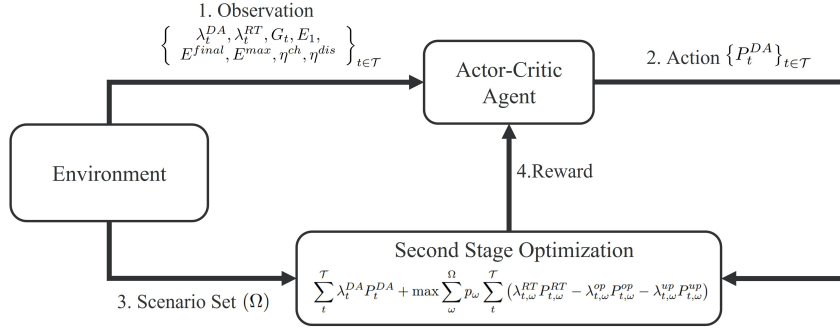 1. Observation
{ λ_t^{DA}, λ_t^{RT}, G_t, E_1,
E^{final}, E^{max}, η^{ch}, η^{dis} }_{t∈𝒯}
Actor-Critic
Agent
2. Action {P_t^{DA}}_{t∈𝒯}
Environment
4.Reward
Second Stage Optimization
∑_t^𝒯 λ_t^{DA} P_t^{DA} + max ∑_ω^Ω p_ω ∑_t^𝒯 (λ_{t,ω}^{RT} P_{t,ω}^{RT} − λ_{t,ω}^{op} P_{t,ω}^{op} − λ_{t,ω}^{up} P_{t,ω}^{up})
3. Scenario Set (Ω)